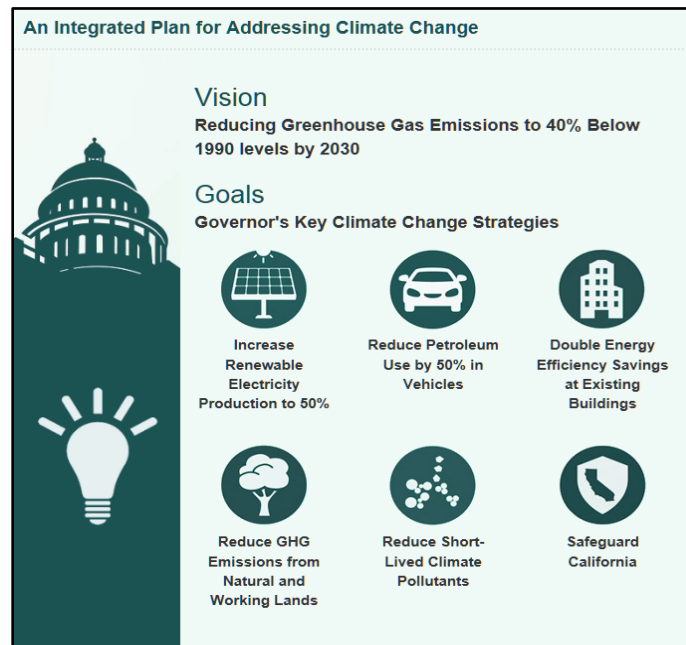 An Integrated Plan for Addressing Climate Change
Vision
Reducing Greenhouse Gas Emissions to 40% Below
1990 levels by 2030
Goals
Governor's Key Climate Change Strategies
Increase
Renewable
Electricity
Production to 50%
Reduce Petroleum
Use by 50% in
Vehicles
Double Energy
Efficiency Savings
at Existing
Buildings
Reduce GHG
Emissions from
Natural and
Working Lands
Reduce Short-
Lived Climate
Pollutants
Safeguard
California